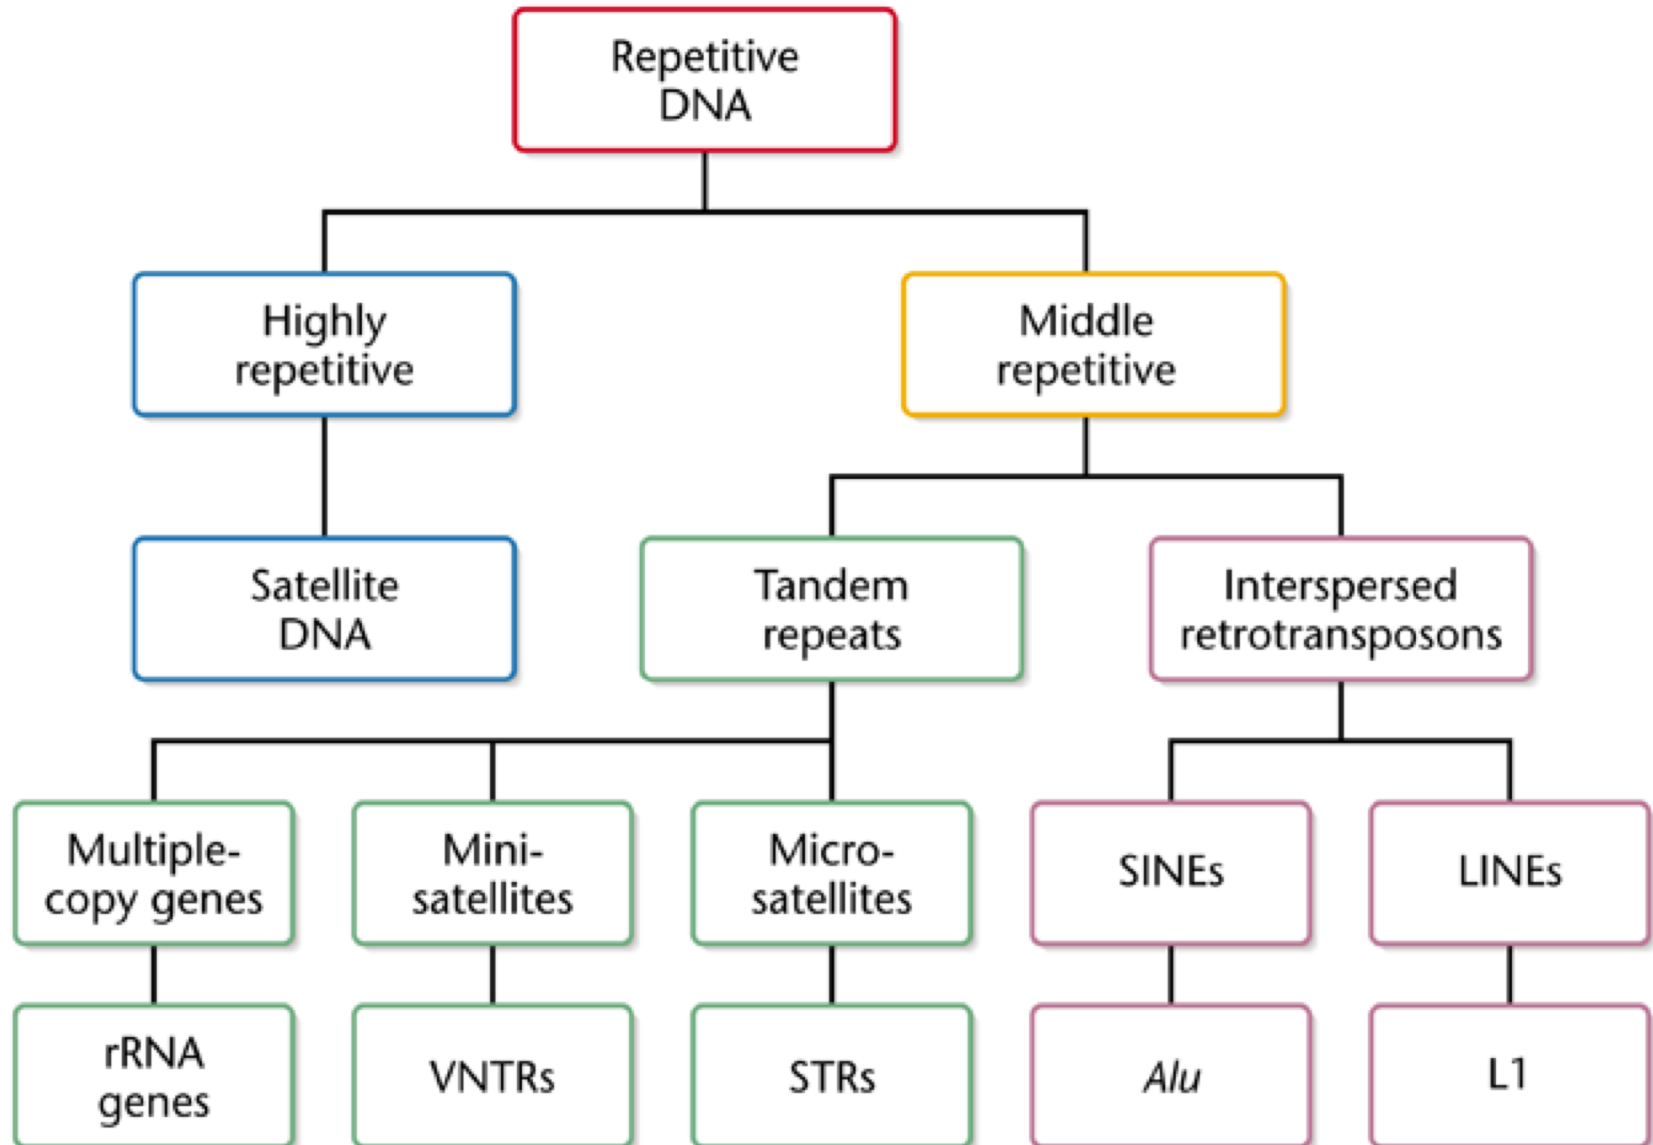 Repetitive
DNA
Highly
repetitive
Middle
repetitive
Satellite
DNA
Tandem
repeats
Interspersed
retrotransposons
Multiple-
copy genes
Mini-
satellites
Micro-
satellites
SINEs
LINEs
rRNA
genes
VNTRs
STRs
Alu
L1